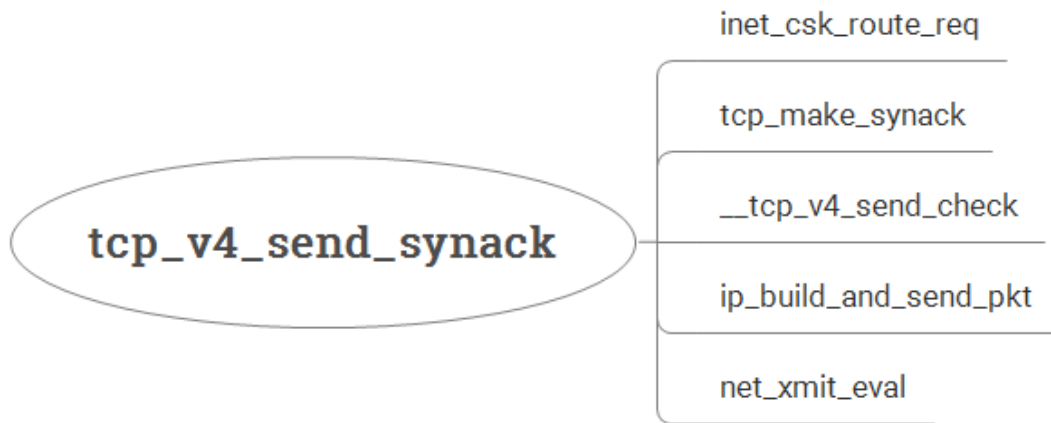 inet_csk_route_req
tcp_make_synack
tcp_v4_send_synack
__tcp_v4_send_check
ip_build_and_send_pkt
net_xmit_eval